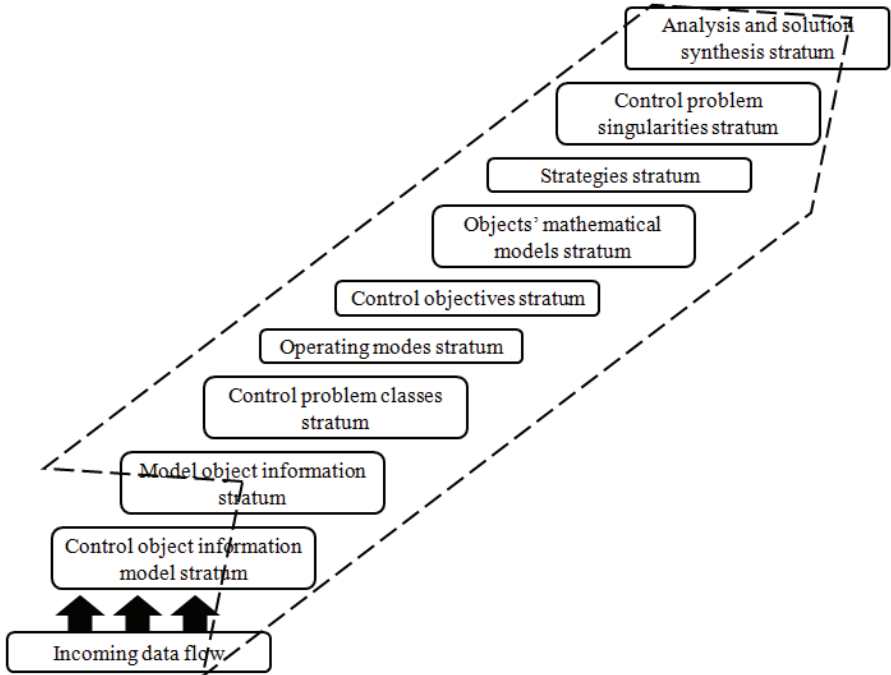 Analysis and solution
synthesis stratum
Control problem
singularities stratum
Strategies stratum
Objects’ mathematical
models stratum
Control objectives stratum
Operating modes stratum
Control problem classes
stratum
Model object information
stratum
Control object information
model stratum
Incoming data flow